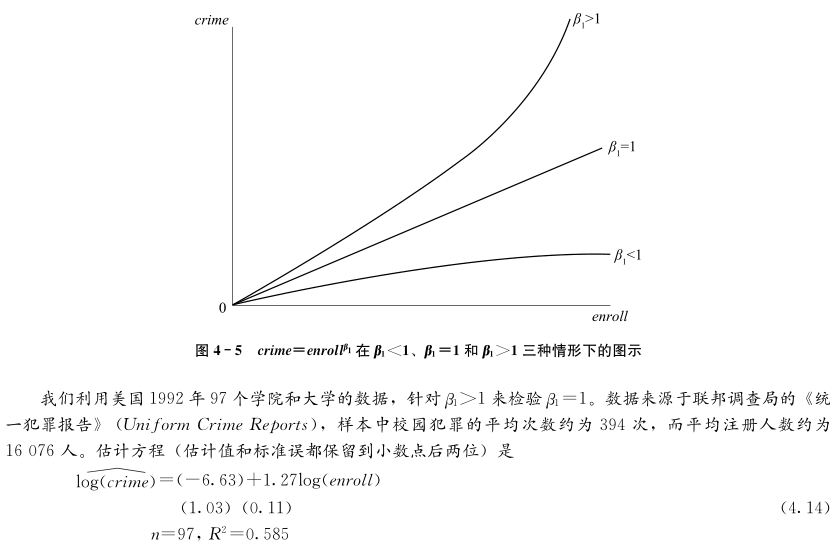 crime
β₁>1
β₁=1
β₁<1
0
enroll
图 4-5 crime=enroll^β₁ 在 β₁<1、β₁=1 和 β₁>1 三种情形下的图示
我们利用美国 1992 年 97 个学院和大学的数据，针对 β₁>1 来检验 β₁=1。数据来源于联邦调查局的《统
一犯罪报告》（Uniform Crime Reports），样本中校园犯罪的平均次数约为 394 次，而平均注册人数约为
16 076 人。估计方程（估计值和标准误都保留到小数点后两位）是
log(crime)=(-6.63)+1.27log(enroll)
(1.03) (0.11) (4.14)
n=97, R²=0.585